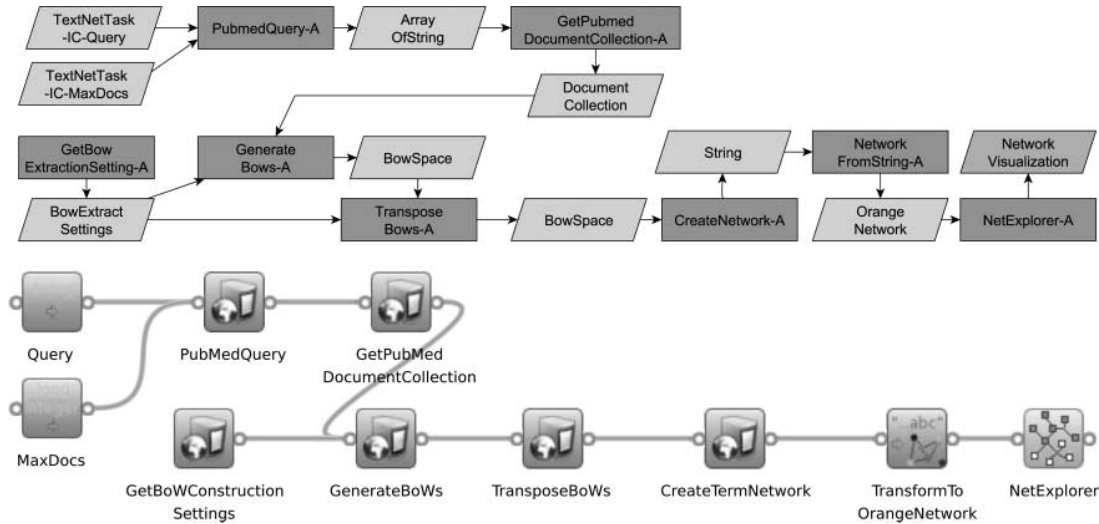 TextNetTask
-IC-Query
PubmedQuery-A
Array
OfString
GetPubmed
DocumentCollection-A
TextNetTask
-IC-MaxDocs
Document
Collection
GetBow
ExtractionSetting-A
Generate
Bows-A
BowSpace
String
Network
FromString-A
Network
Visualization
BowExtract
Settings
Transpose
Bows-A
BowSpace
CreateNetwork-A
Orange
Network
NetExplorer-A
Query
PubMedQuery
GetPubMed
DocumentCollection
MaxDocs
"_abc"
GetBoWConstruction
Settings
GenerateBoWs
TransposeBoWs
CreateTermNetwork
TransformTo
OrangeNetwork
NetExplorer